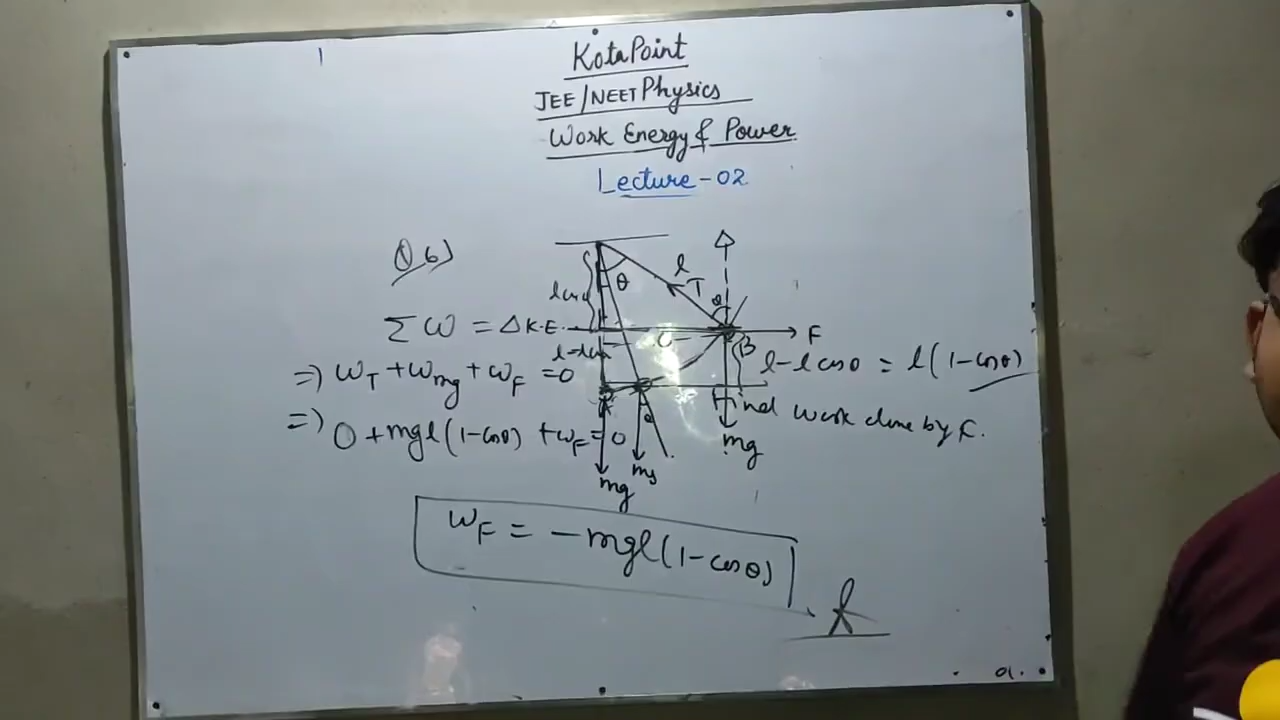 KotaPoint
JEE/NEET Physics
Work Energy & Power
Lecture-02
Q6)
θ
l
T
F
ΣW = ΔK.E.
B
l-lcosθ = l(1-cosθ)
⇒ W_T + W_mg + W_F = 0
Find Work done by F.
⇒ 0 + mgl(1-cosθ) + W_F = 0
mg
mg
mg
W_F = -mgl(1-cosθ)